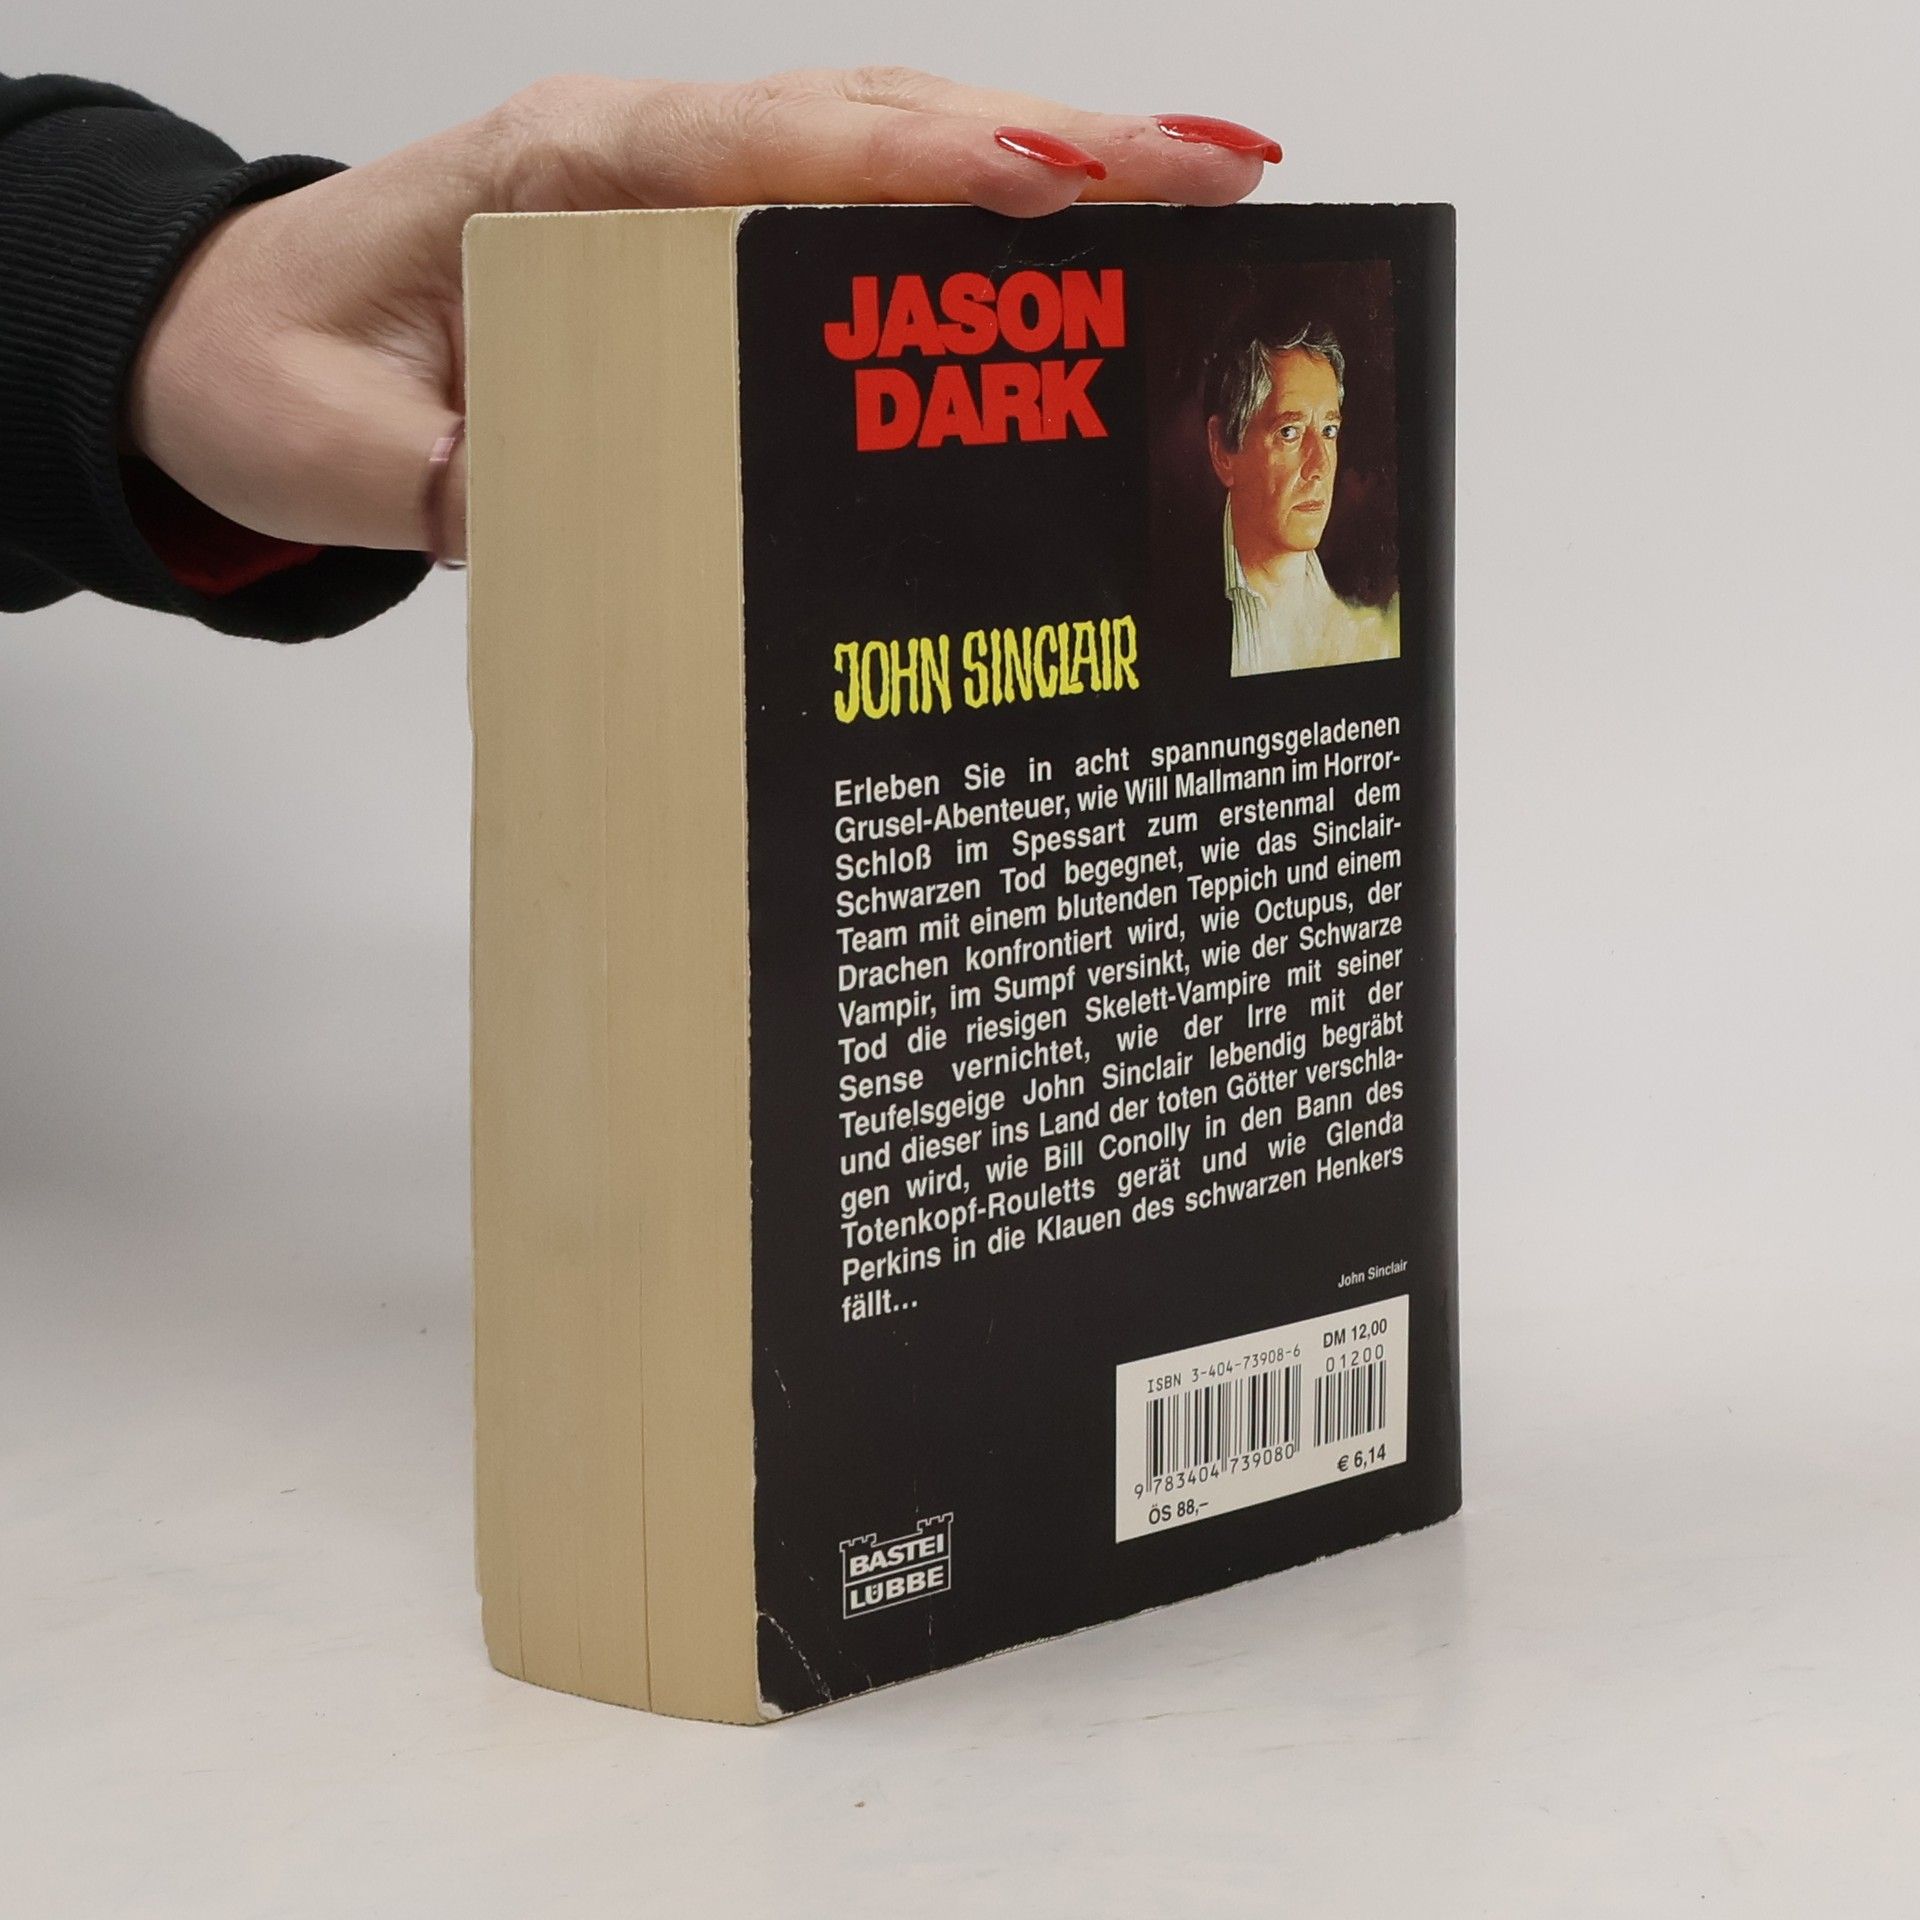 JASON
DARK
JOHN SINCLAIR
Erleben Sie in acht spannungsgeladenen
Grusel-Abenteuer, wie Will Mallmann im Horror-
Schloß im Spessart zum erstenmal dem
Schwarzen Tod begegnet, wie das Sinclair-
Team mit einem blutenden Teppich und einem
Drachen konfrontiert wird, wie Octupus, der
Vampir, im Sumpf versinkt, wie der Schwarze
Tod die riesigen Skelett-Vampire mit seiner
Sense vernichtet, wie der Irre mit der
Teufelsgeige John Sinclair lebendig begräbt
und dieser ins Land der toten Götter verschla-
gen wird, wie Bill Conolly in den Bann des
Totenkopf-Rouletts gerät und wie Glenda
Perkins in die Klauen des schwarzen Henkers
fällt...
John Sinclair
ISBN 3-404-73908-6
DM 12,00
01200
9 783404 739080
€ 6,14
ÖS 88,–
BASTEI
LÜBBE